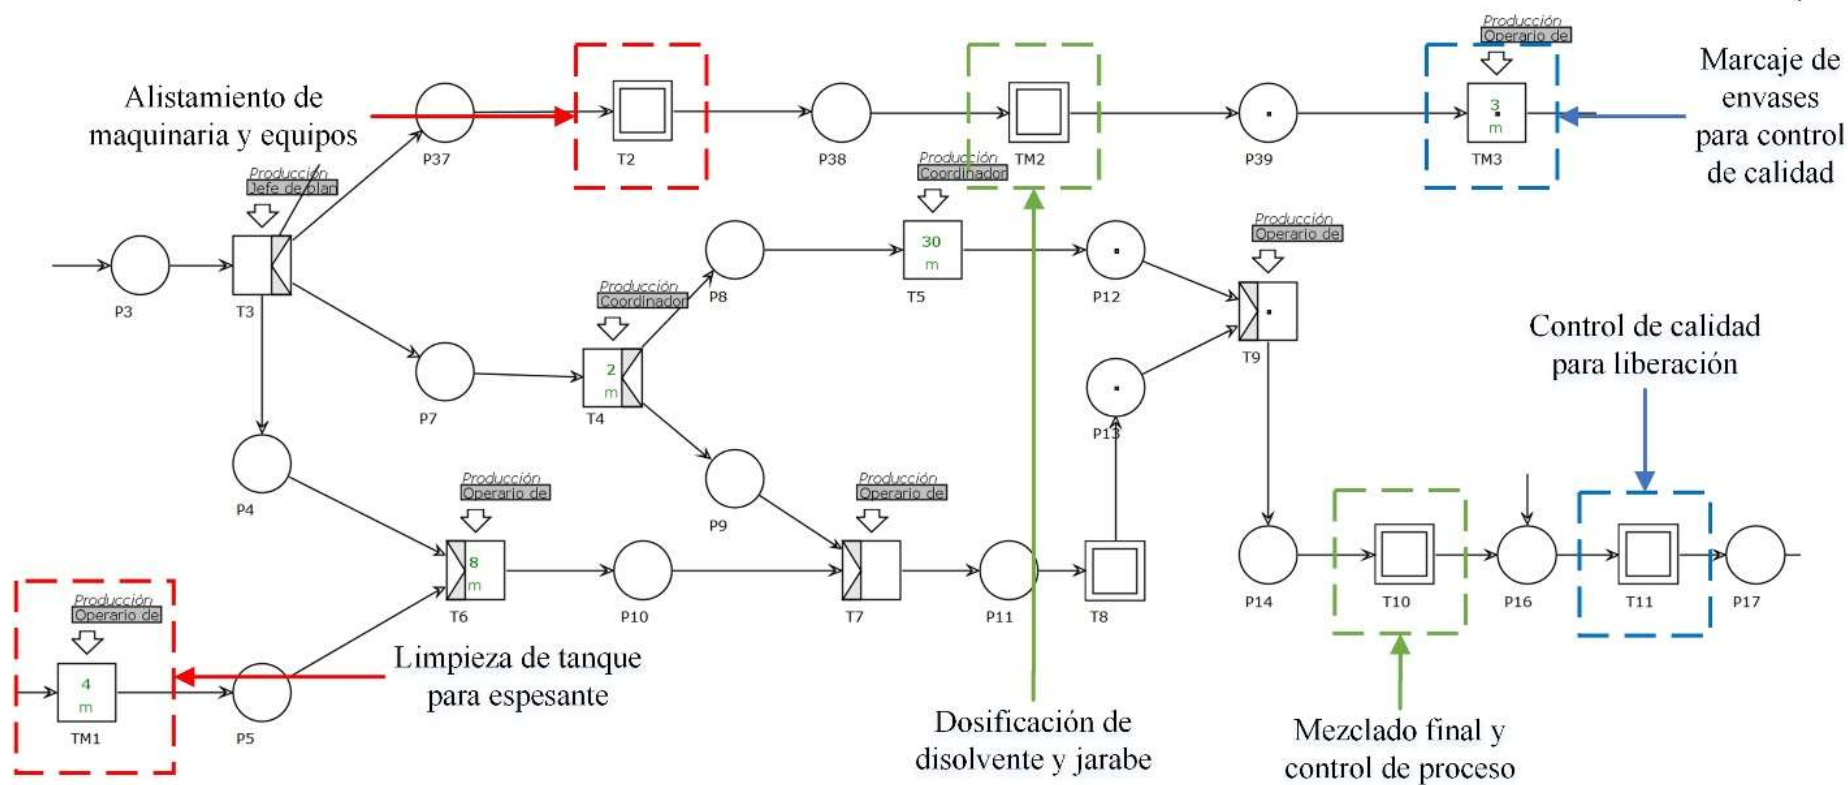 Producción
Operario de
Marcaje de
envases
para control
de calidad
3
m
Alistamiento de
maquinaria y equipos
P37
T2
P38
TM2
P39
TM3
Producción
Jefe de plan
Producción
Coordinador
Producción
Operario de
30
m
P3
T3
P8
T5
P12
Producción
Coordinador
2
m
P7
T4
T9
Control de calidad
para liberación
P13
P4
Producción
Operario de
P9
Producción
Operario de
8
m
T6
P10
T7
P11
T8
P14
T10
P16
T11
P17
Producción
Operario de
4
m
TM1
P5
Limpieza de tanque
para espesante
Dosificación de
disolvente y jarabe
Mezclado final y
control de proceso